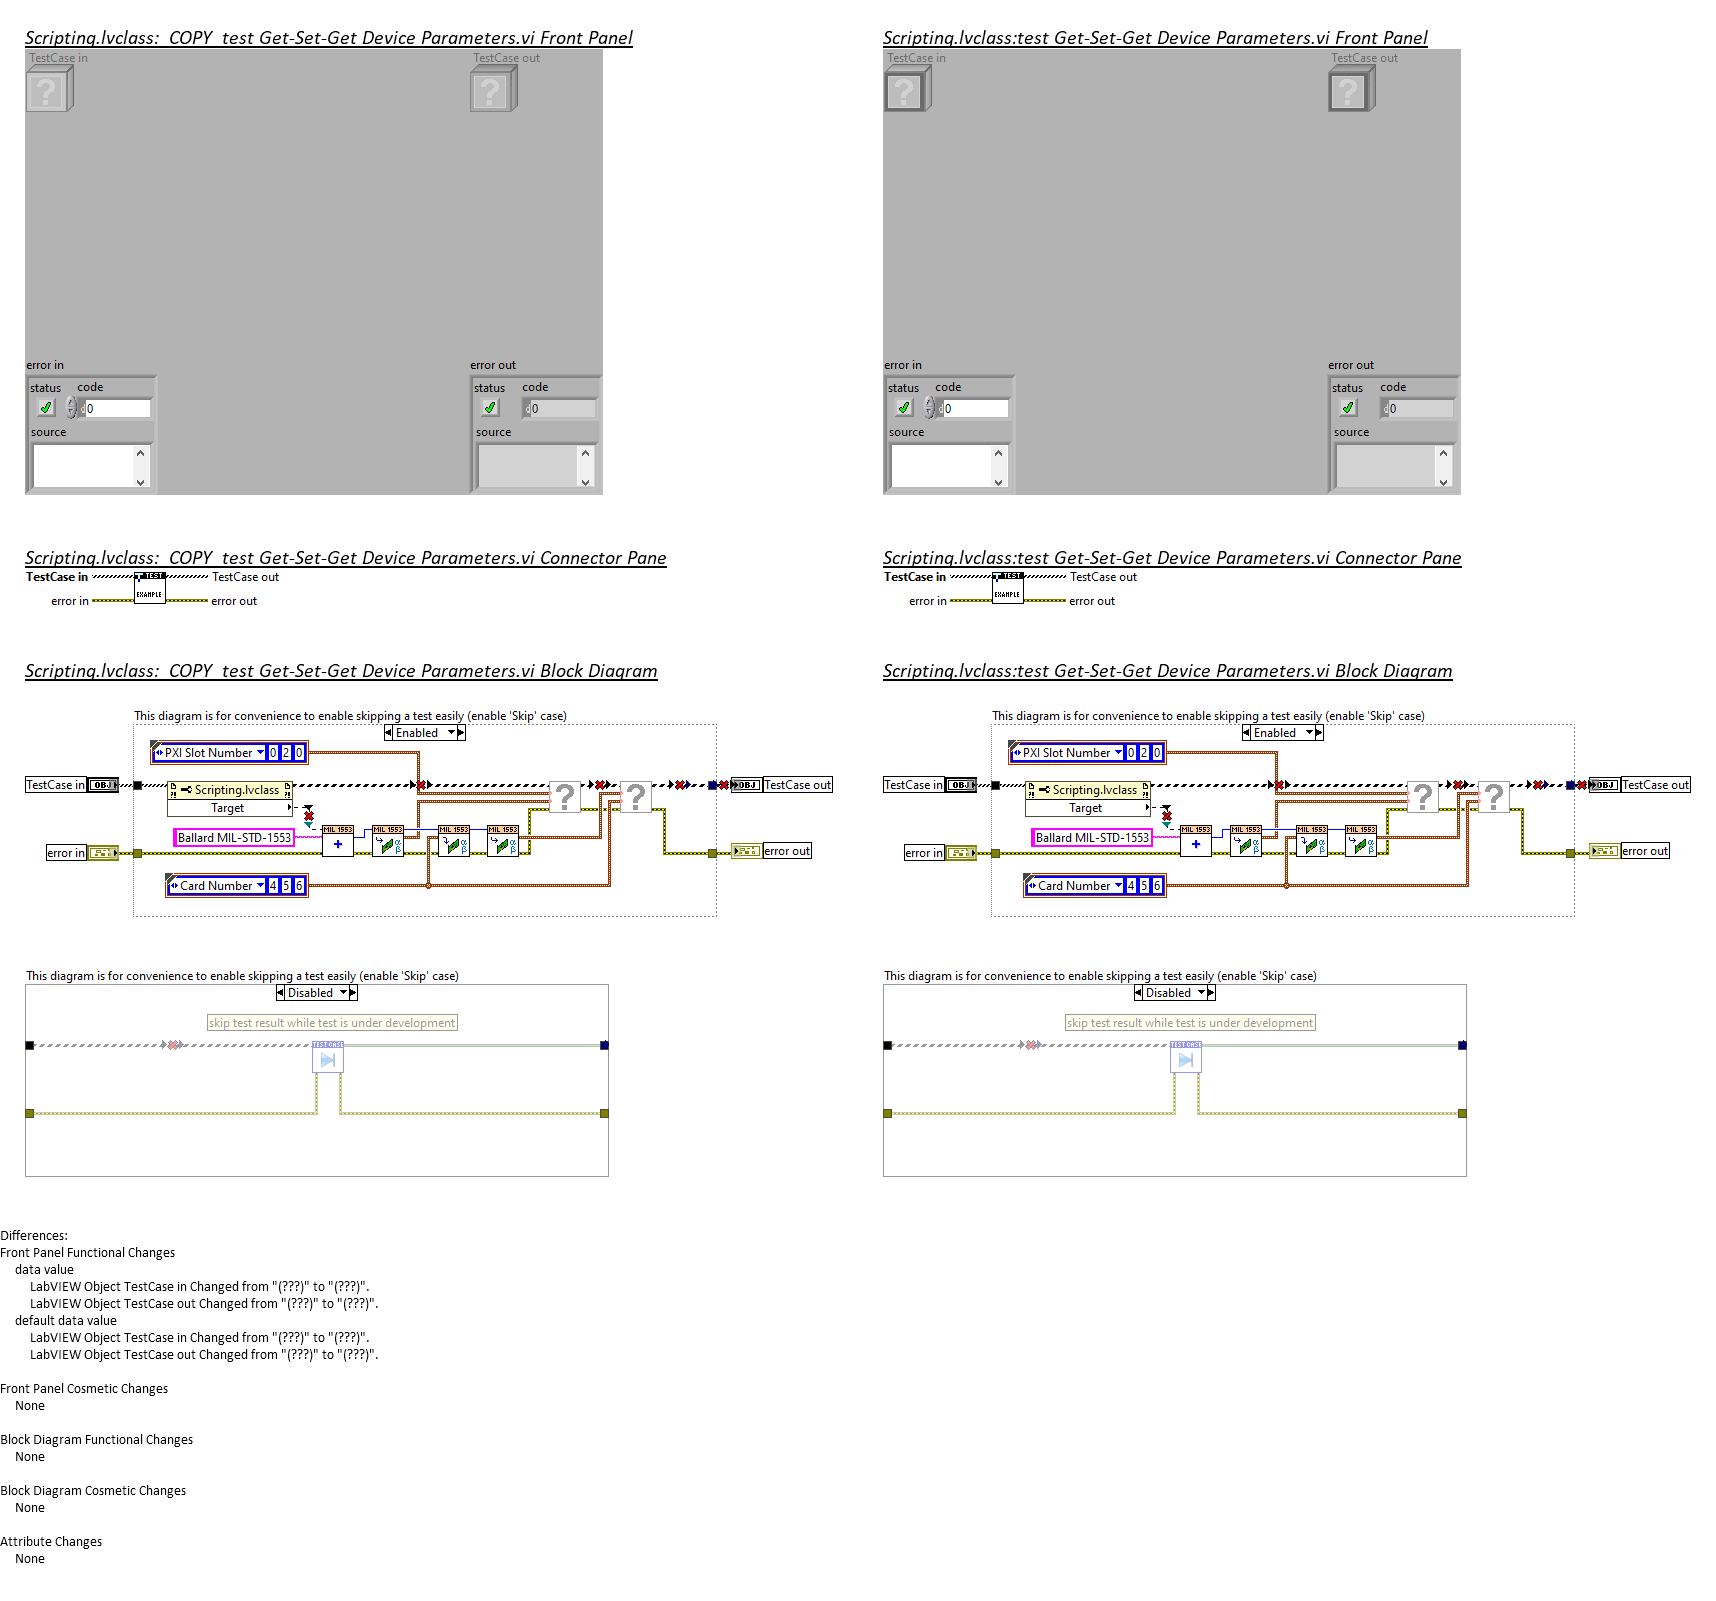 Scripting.lvclass:_COPY_test Get-Set-Get Device Parameters.vi Front Panel
TestCase in
TestCase out
?
?
error in
error out
status
code
status
code
d0
d0
source
source
Scripting.lvclass:test Get-Set-Get Device Parameters.vi Front Panel
TestCase in
TestCase out
?
?
error in
error out
status
code
status
code
d0
d0
source
source
Scripting.lvclass:_COPY_test Get-Set-Get Device Parameters.vi Connector Pane
TestCase in
TEST
TestCase out
error in
EXAMPLE
error out
Scripting.lvclass:test Get-Set-Get Device Parameters.vi Connector Pane
TestCase in
TEST
TestCase out
error in
EXAMPLE
error out
Scripting.lvclass:_COPY_test Get-Set-Get Device Parameters.vi Block Diagram
This diagram is for convenience to enable skipping a test easily (enable 'Skip' case)
Enabled
PXI Slot Number 0 2 0
TestCase in
OBJ
Scripting.lvclass
Target
?
?
OBJ
TestCase out
MIL 1553
MIL 1553
MIL 1553
MIL 1553
Ballard MIL-STD-1553
+
α β
α β
α β
error in
error out
Card Number 4 5 6
Scripting.lvclass:test Get-Set-Get Device Parameters.vi Block Diagram
This diagram is for convenience to enable skipping a test easily (enable 'Skip' case)
Enabled
PXI Slot Number 0 2 0
TestCase in
OBJ
Scripting.lvclass
Target
?
?
OBJ
TestCase out
MIL 1553
MIL 1553
MIL 1553
MIL 1553
Ballard MIL-STD-1553
+
α β
α β
α β
error in
error out
Card Number 4 5 6
This diagram is for convenience to enable skipping a test easily (enable 'Skip' case)
Disabled
skip test result while test is under development
TEST CASE
This diagram is for convenience to enable skipping a test easily (enable 'Skip' case)
Disabled
skip test result while test is under development
TEST CASE
Differences:
Front Panel Functional Changes
data value
LabVIEW Object TestCase in Changed from "(???)" to "(???)".
LabVIEW Object TestCase out Changed from "(???)" to "(???)".
default data value
LabVIEW Object TestCase in Changed from "(???)" to "(???)".
LabVIEW Object TestCase out Changed from "(???)" to "(???)".
Front Panel Cosmetic Changes
None
Block Diagram Functional Changes
None
Block Diagram Cosmetic Changes
None
Attribute Changes
None